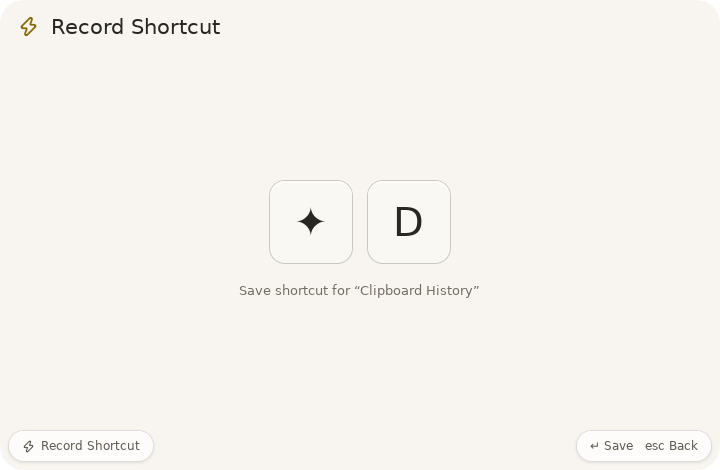 Record Shortcut
✦ D
Save shortcut for “Clipboard History”
Record Shortcut
↵ Save esc Back